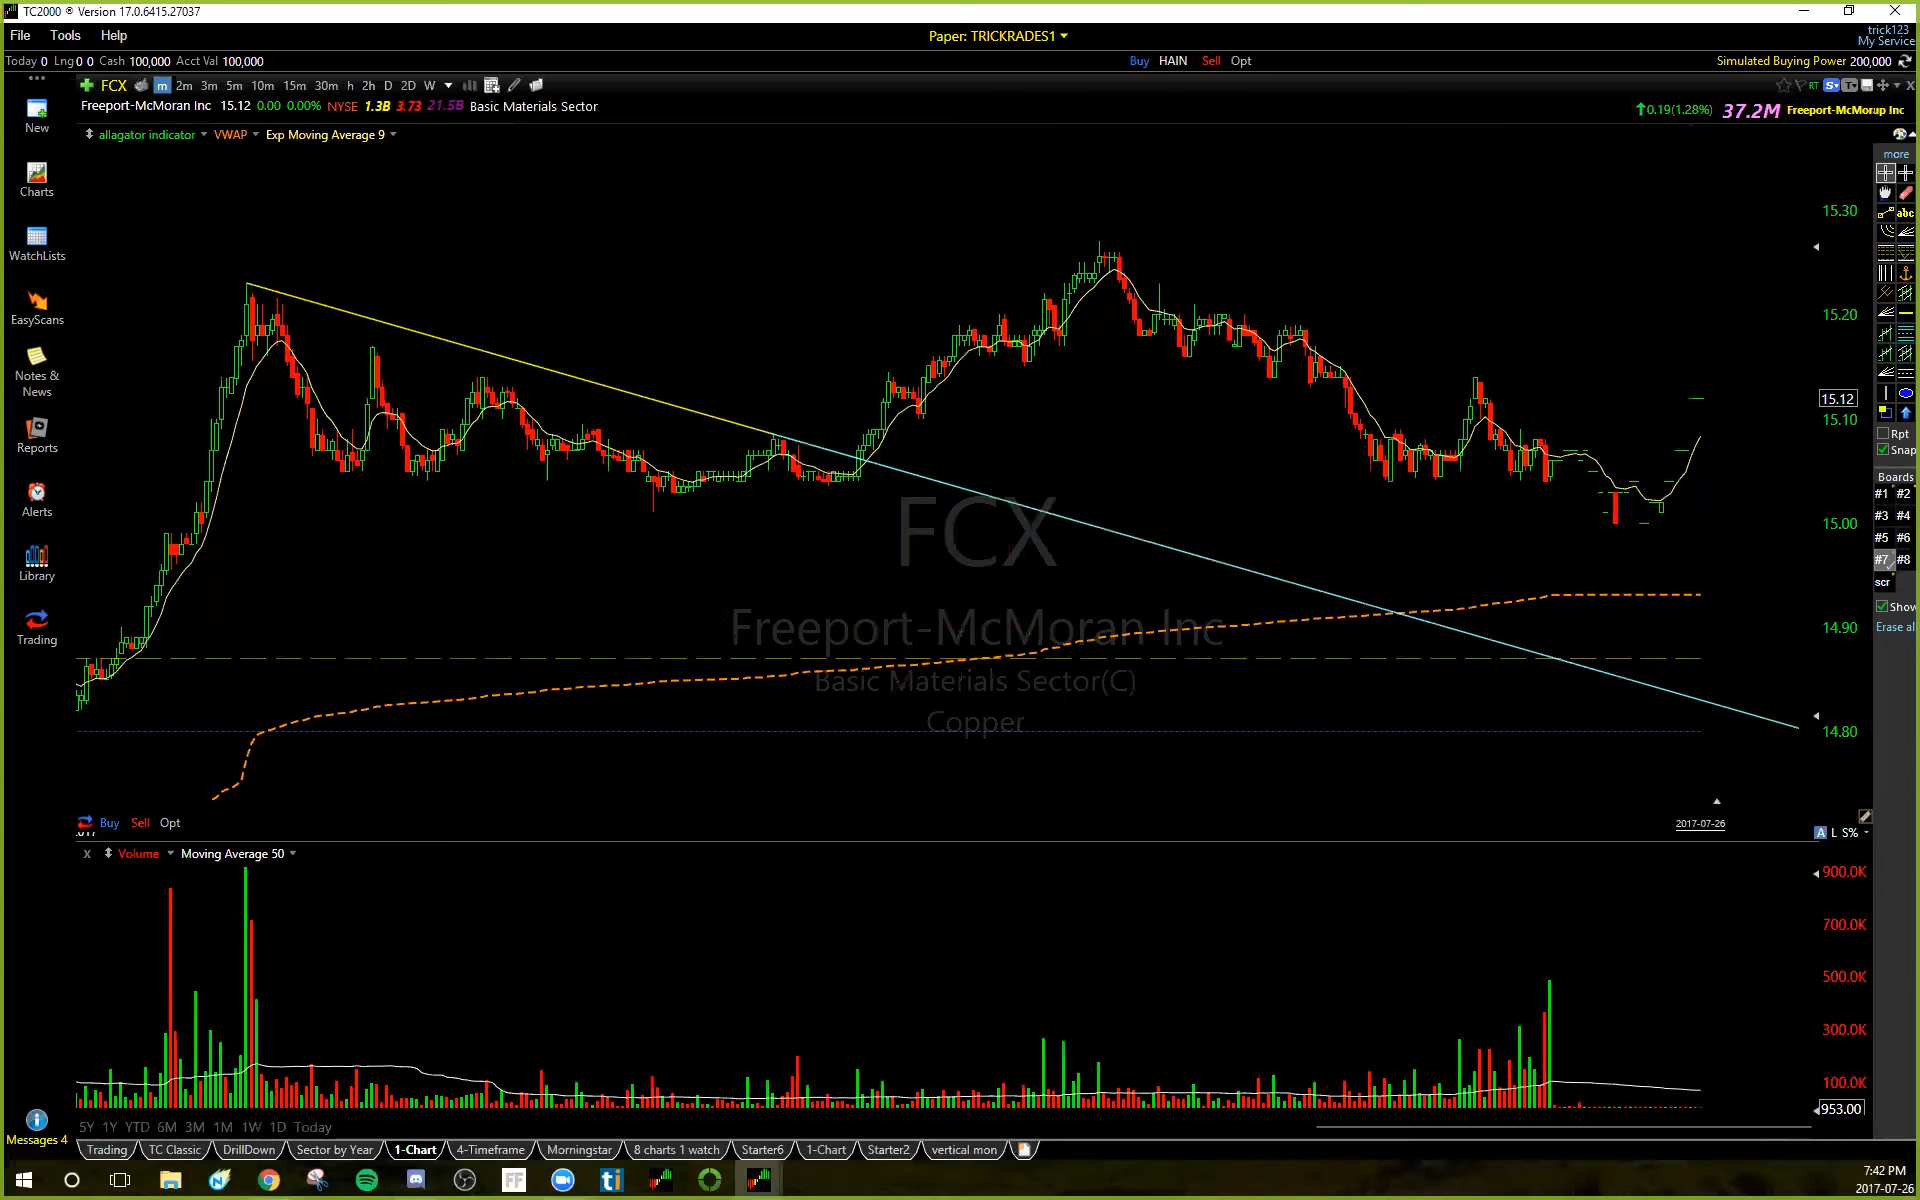 TC2000 ® Version 17.0.6415.27037
File Tools Help
Paper: TRICKRADES1
trick123
My Service
Today 0 Lng 0 0 Cash 100,000 Acct Val 100,000
Buy HAIN Sell Opt
Simulated Buying Power 200,000
FCX m 2m 3m 5m 10m 15m 30m h 2h D 2D W
RT S T X
Freeport-McMoran Inc 15.12 0.00 0.00% NYSE 1.3B 3.73 21.5B Basic Materials Sector
0.19(1.28%) 37.2M Freeport-McMoran Inc
allagator indicator VWAP Exp Moving Average 9
New
Charts
WatchLists
EasyScans
Notes &
News
Reports
Alerts
Library
Trading
Messages 4
15.30
15.20
15.12
15.10
15.00
14.90
14.80
FCX
Freeport-McMoran Inc
Basic Materials Sector(C)
Copper
more
abc
Rpt
Snap
Boards
#1 #2
#3 #4
#5 #6
#7 #8
scr
Show
Erase al
Buy Sell Opt
2017-07-26
A L S%
X Volume Moving Average 50
900.0K
700.0K
500.0K
300.0K
100.0K
953.00
5Y 1Y YTD 6M 3M 1M 1W 1D Today
Trading TC Classic DrillDown Sector by Year 1-Chart 4-Timeframe Morningstar 8 charts 1 watch Starter6 1-Chart Starter2 vertical mon
FF ti
7:42 PM
2017-07-26